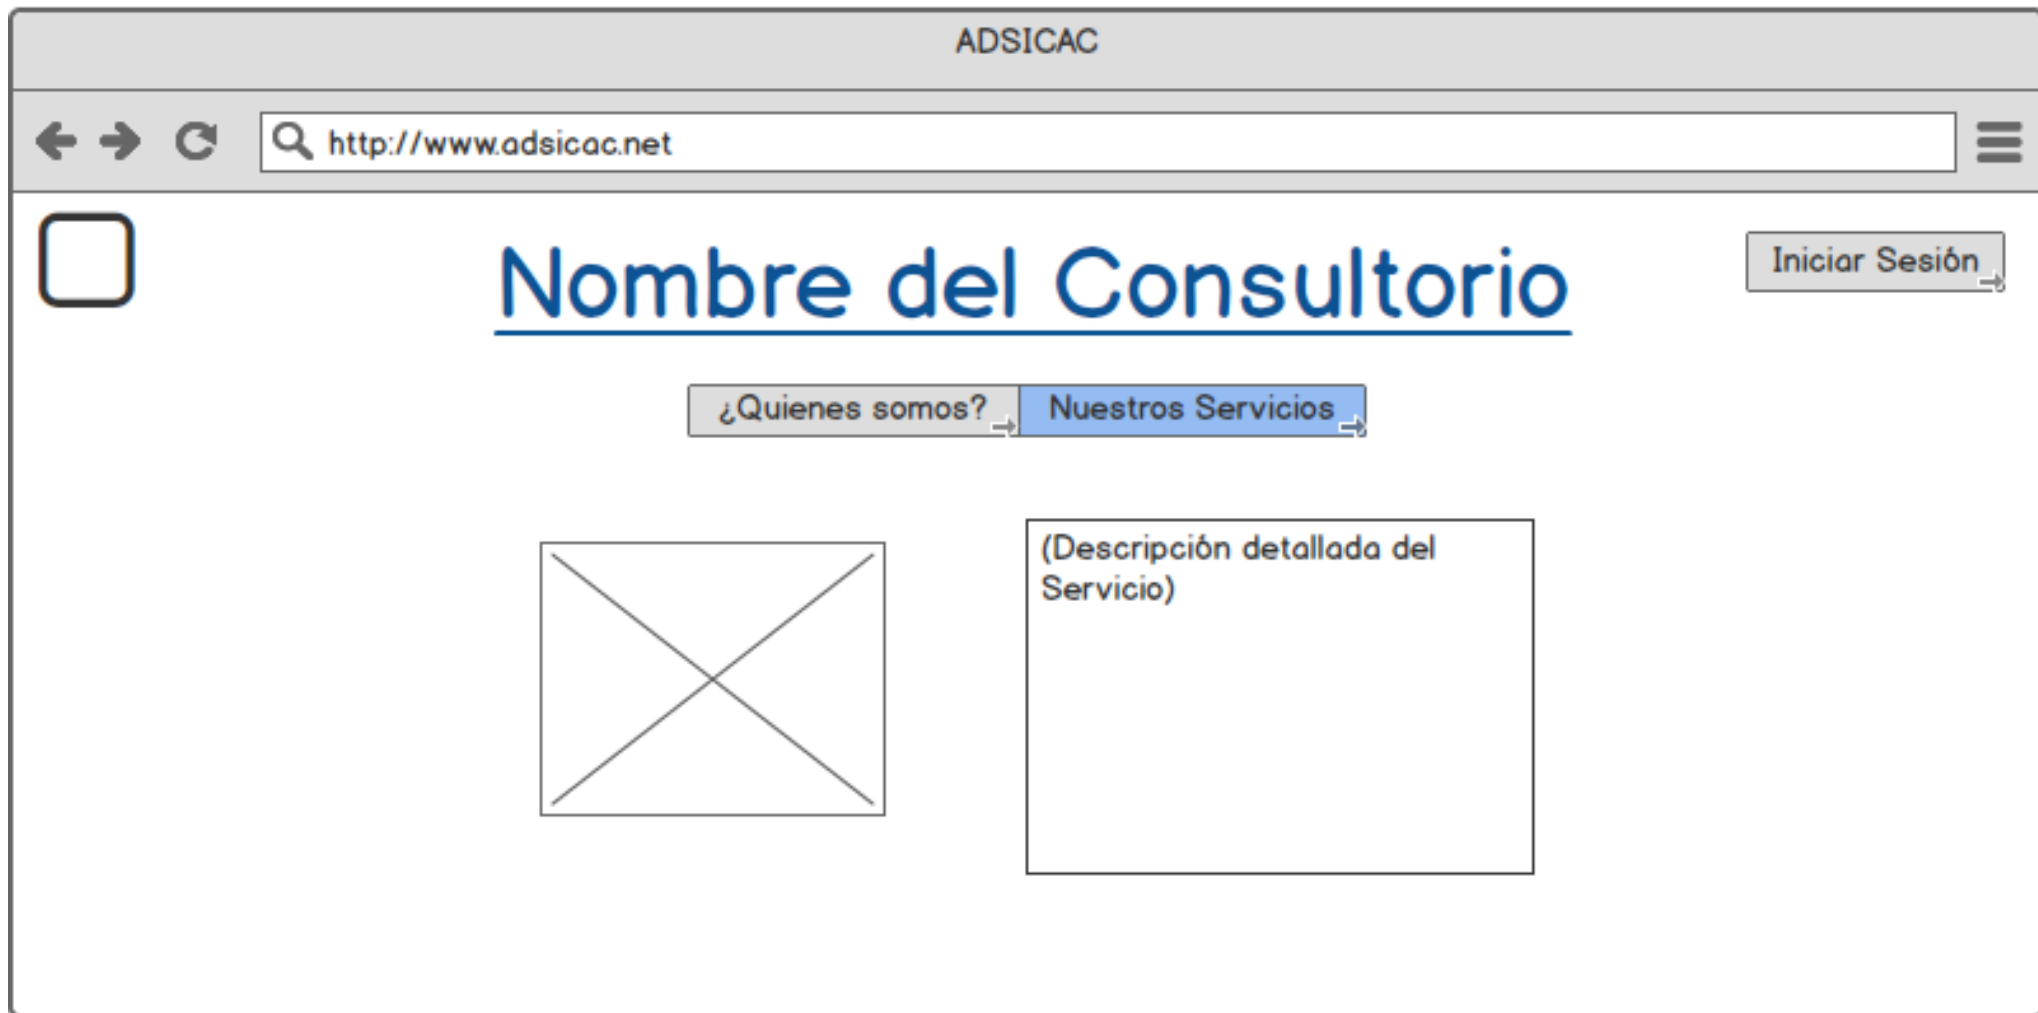 ADSICAC
http://www.adsicac.net
Nombre del Consultorio
Iniciar Sesión
¿Quienes somos?
Nuestros Servicios
(Descripción detallada del
Servicio)